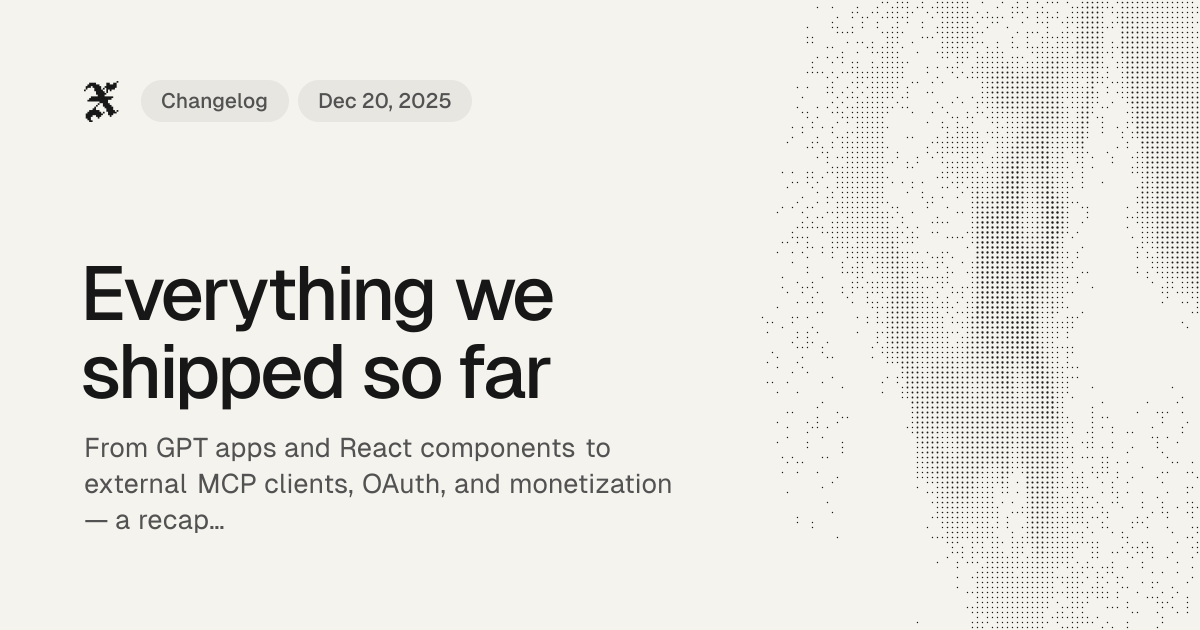 Changelog
Dec 20, 2025
Everything we
shipped so far
From GPT apps and React components to
external MCP clients, OAuth, and monetization
— a recap...